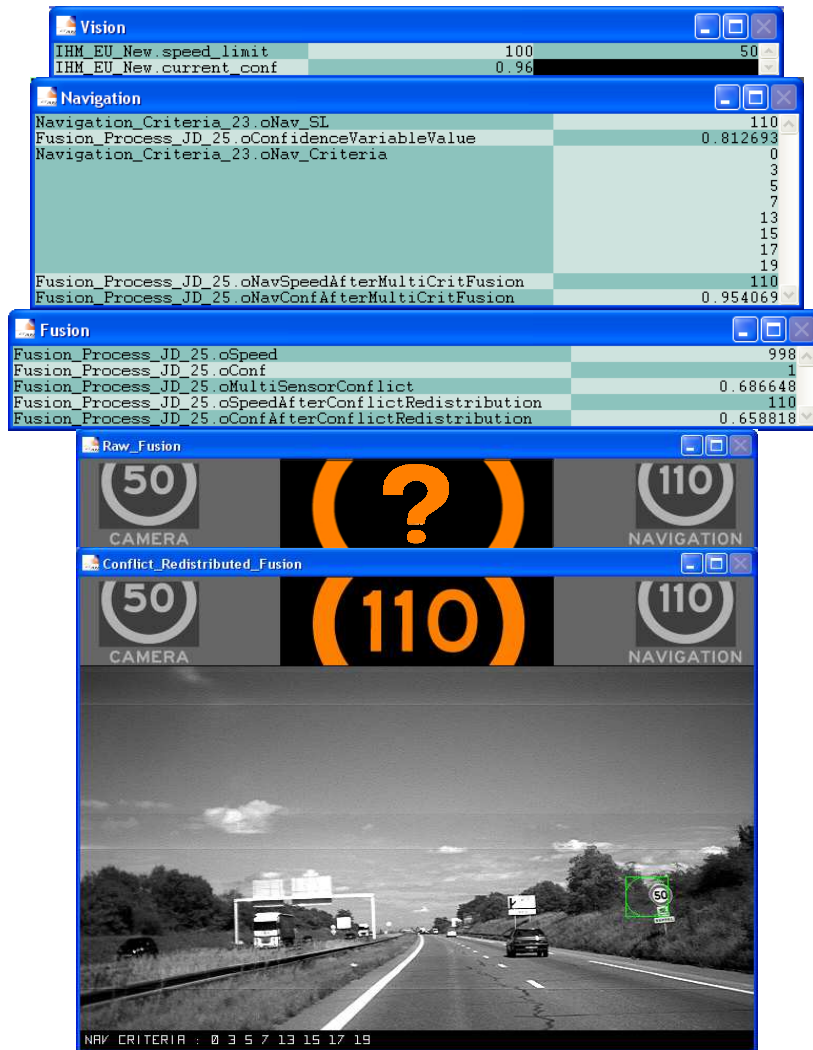 Vision
IHM_EU_New.speed_limit 100 50
IHM_EU_New.current_conf 0.96
Navigation
Navigation_Criteria_23.oNav_SL 110
Fusion_Process_JD_25.oConfidenceVariableValue 0.812693
Navigation_Criteria_23.oNav_Criteria 0
3
5
7
13
15
17
19
Fusion_Process_JD_25.oNavSpeedAfterMultiCritFusion 110
Fusion_Process_JD_25.oNavConfAfterMultiCritFusion 0.954069
Fusion
Fusion_Process_JD_25.oSpeed 998
Fusion_Process_JD_25.oConf 1
Fusion_Process_JD_25.oMultiSensorConflict 0.686648
Fusion_Process_JD_25.oSpeedAfterConflictRedistribution 110
Fusion_Process_JD_25.oConfAfterConflictRedistribution 0.658818
Raw_Fusion
50 ? 110
CAMERA NAVIGATION
Conflict_Redistributed_Fusion
50 110 110
CAMERA NAVIGATION
50
NAV CRITERIA : 0 3 5 7 13 15 17 19